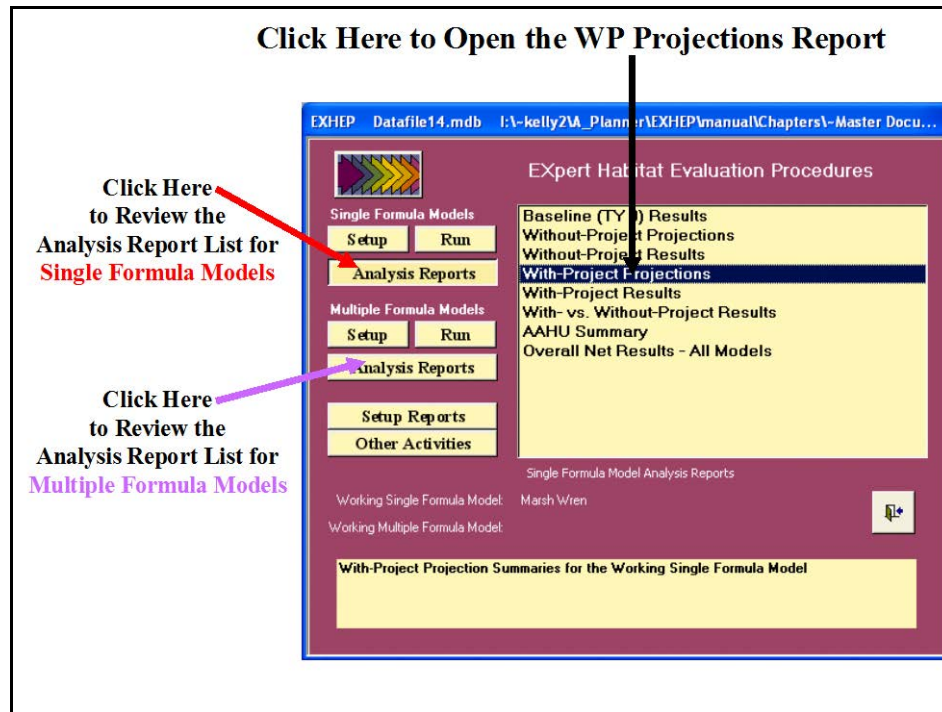 Click Here to Open the WP Projections Report
EXHEP Datafile14.mdb I:\~kelly2\A_Planner\EXHEP\manual\Chapters\~Master Docu...
EXpert Habitat Evaluation Procedures
Click Here
to Review the
Analysis Report List for
Single Formula Models
Single Formula Models
Setup Run
Analysis Reports
Multiple Formula Models
Setup Run
Analysis Reports
Setup Reports
Other Activities
Baseline (TY 0) Results
Without-Project Projections
Without-Project Results
With-Project Projections
With-Project Results
With- vs. Without-Project Results
AAHU Summary
Overall Net Results - All Models
Click Here
to Review the
Analysis Report List for
Multiple Formula Models
Single Formula Model Analysis Reports
Working Single Formula Model: Marsh Wren
Working Multiple Formula Model:
With-Project Projection Summaries for the Working Single Formula Model